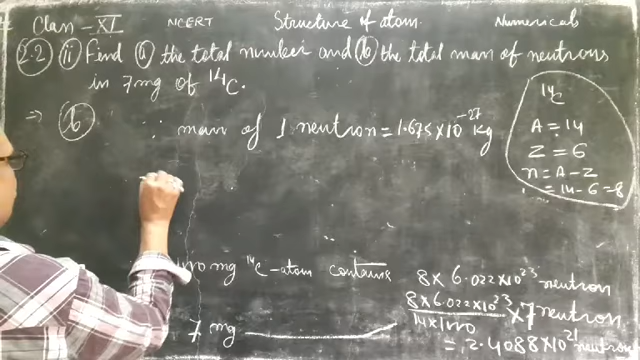 Class - XI NCERT Structure of atom. Numericals
2.2 (ii) Find (a) the total number and (b) the total mass of neutrons
in 7mg of ¹⁴C.
⇒ (b) ∵ mass of 1 neutron = 1.675×10⁻²⁷ kg
¹⁴C
A = 14
Z = 6
n = A - Z
= 14 - 6 = 8
mg ¹⁴C-atom contains 8 × 6.022×10²³ neutron
7 mg 8 × 6.022×10²³ / 14×1000 × 7 neutron
= 2.4088×10²¹ neutron